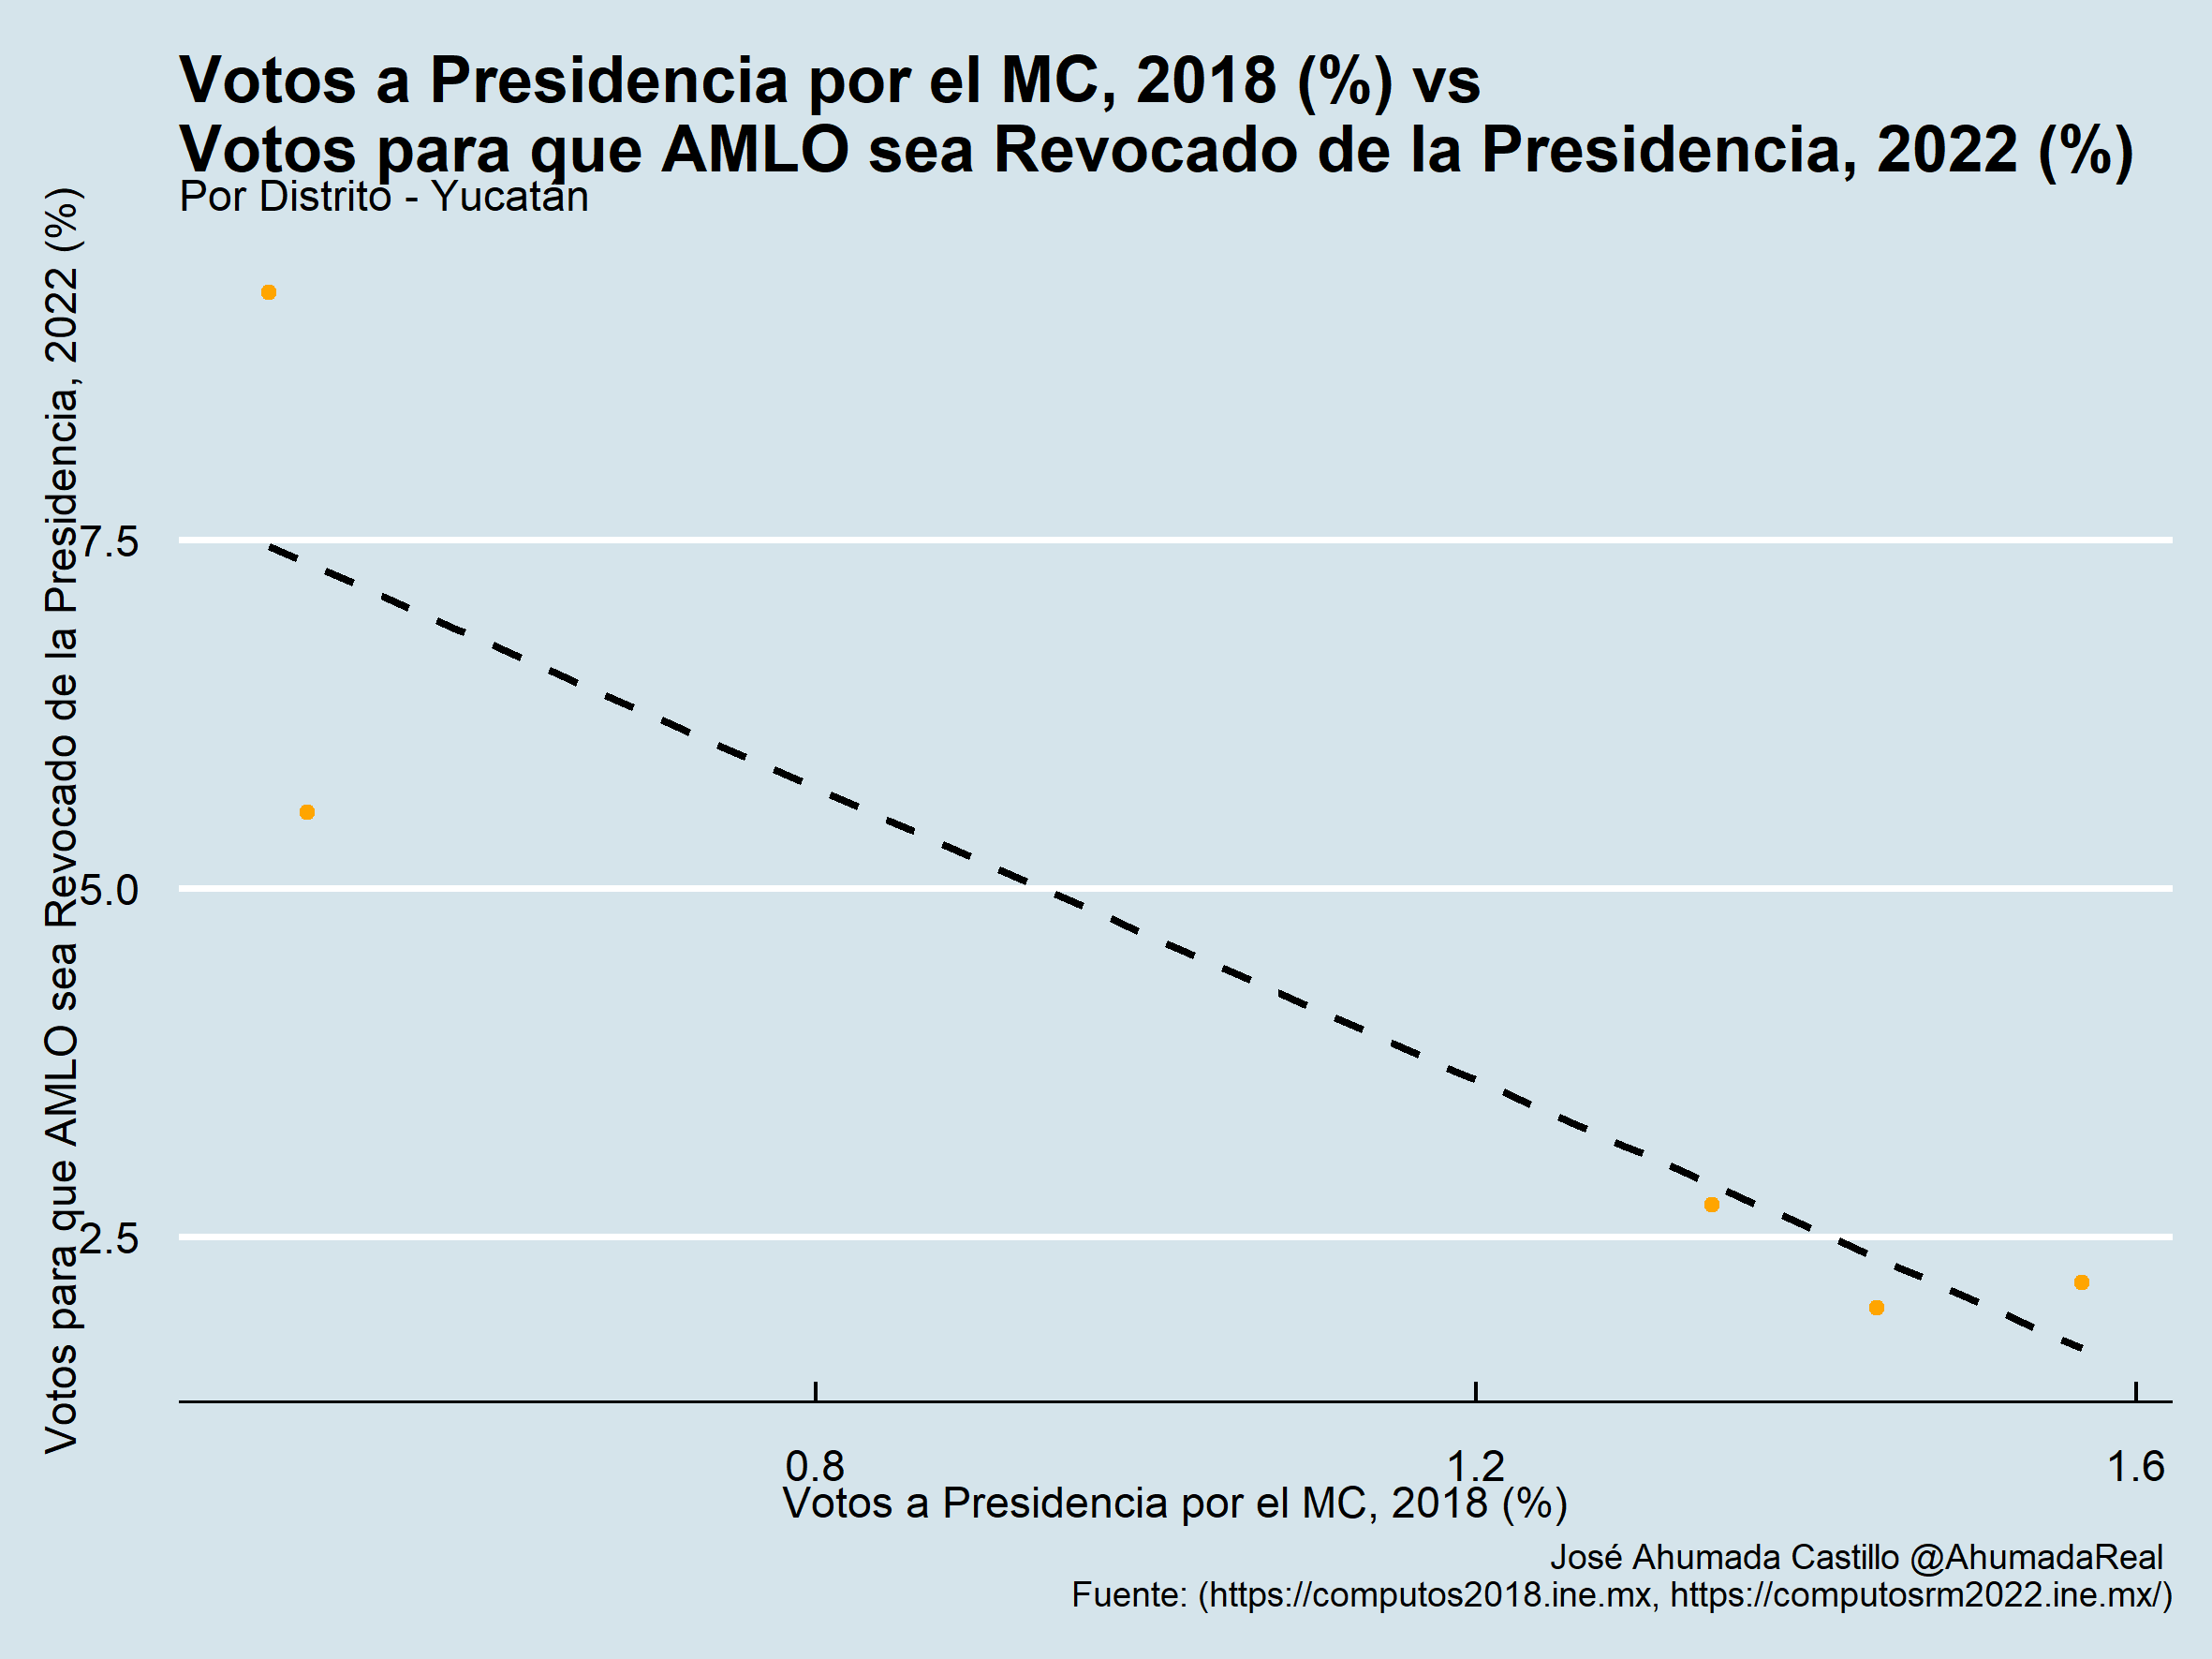 Votos a Presidencia por el MC, 2018 (%) vs
Votos para que AMLO sea Revocado de la Presidencia, 2022 (%)
Por Distrito - Yucatán
Votos para que AMLO sea Revocado de la Presidencia, 2022 (%)
7.5
5.0
2.5
0.8
1.2
1.6
Votos a Presidencia por el MC, 2018 (%)
José Ahumada Castillo @AhumadaReal
Fuente: (https://computos2018.ine.mx, https://computosrm2022.ine.mx/)